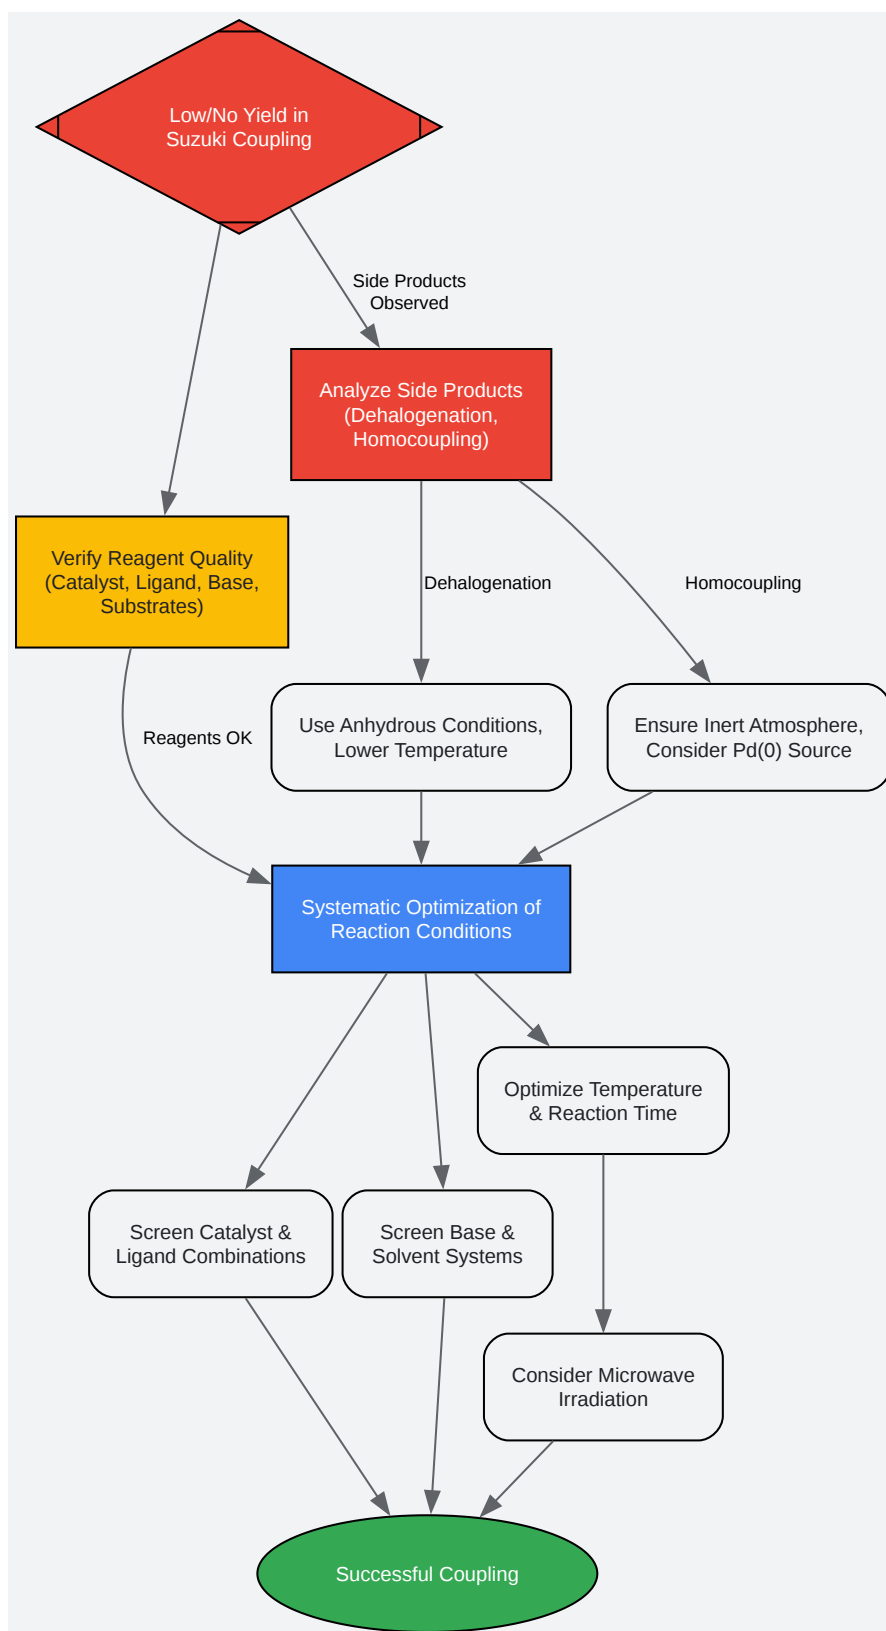 Low/No Yield in
Suzuki Coupling
Side Products
Observed
Analyze Side Products
(Dehalogenation,
Homocoupling)
Verify Reagent Quality
(Catalyst, Ligand, Base,
Substrates)
Dehalogenation
Homocoupling
Reagents OK
Use Anhydrous Conditions,
Lower Temperature
Ensure Inert Atmosphere,
Consider Pd(0) Source
Systematic Optimization of
Reaction Conditions
Optimize Temperature
& Reaction Time
Screen Catalyst &
Ligand Combinations
Screen Base &
Solvent Systems
Consider Microwave
Irradiation
Successful Coupling